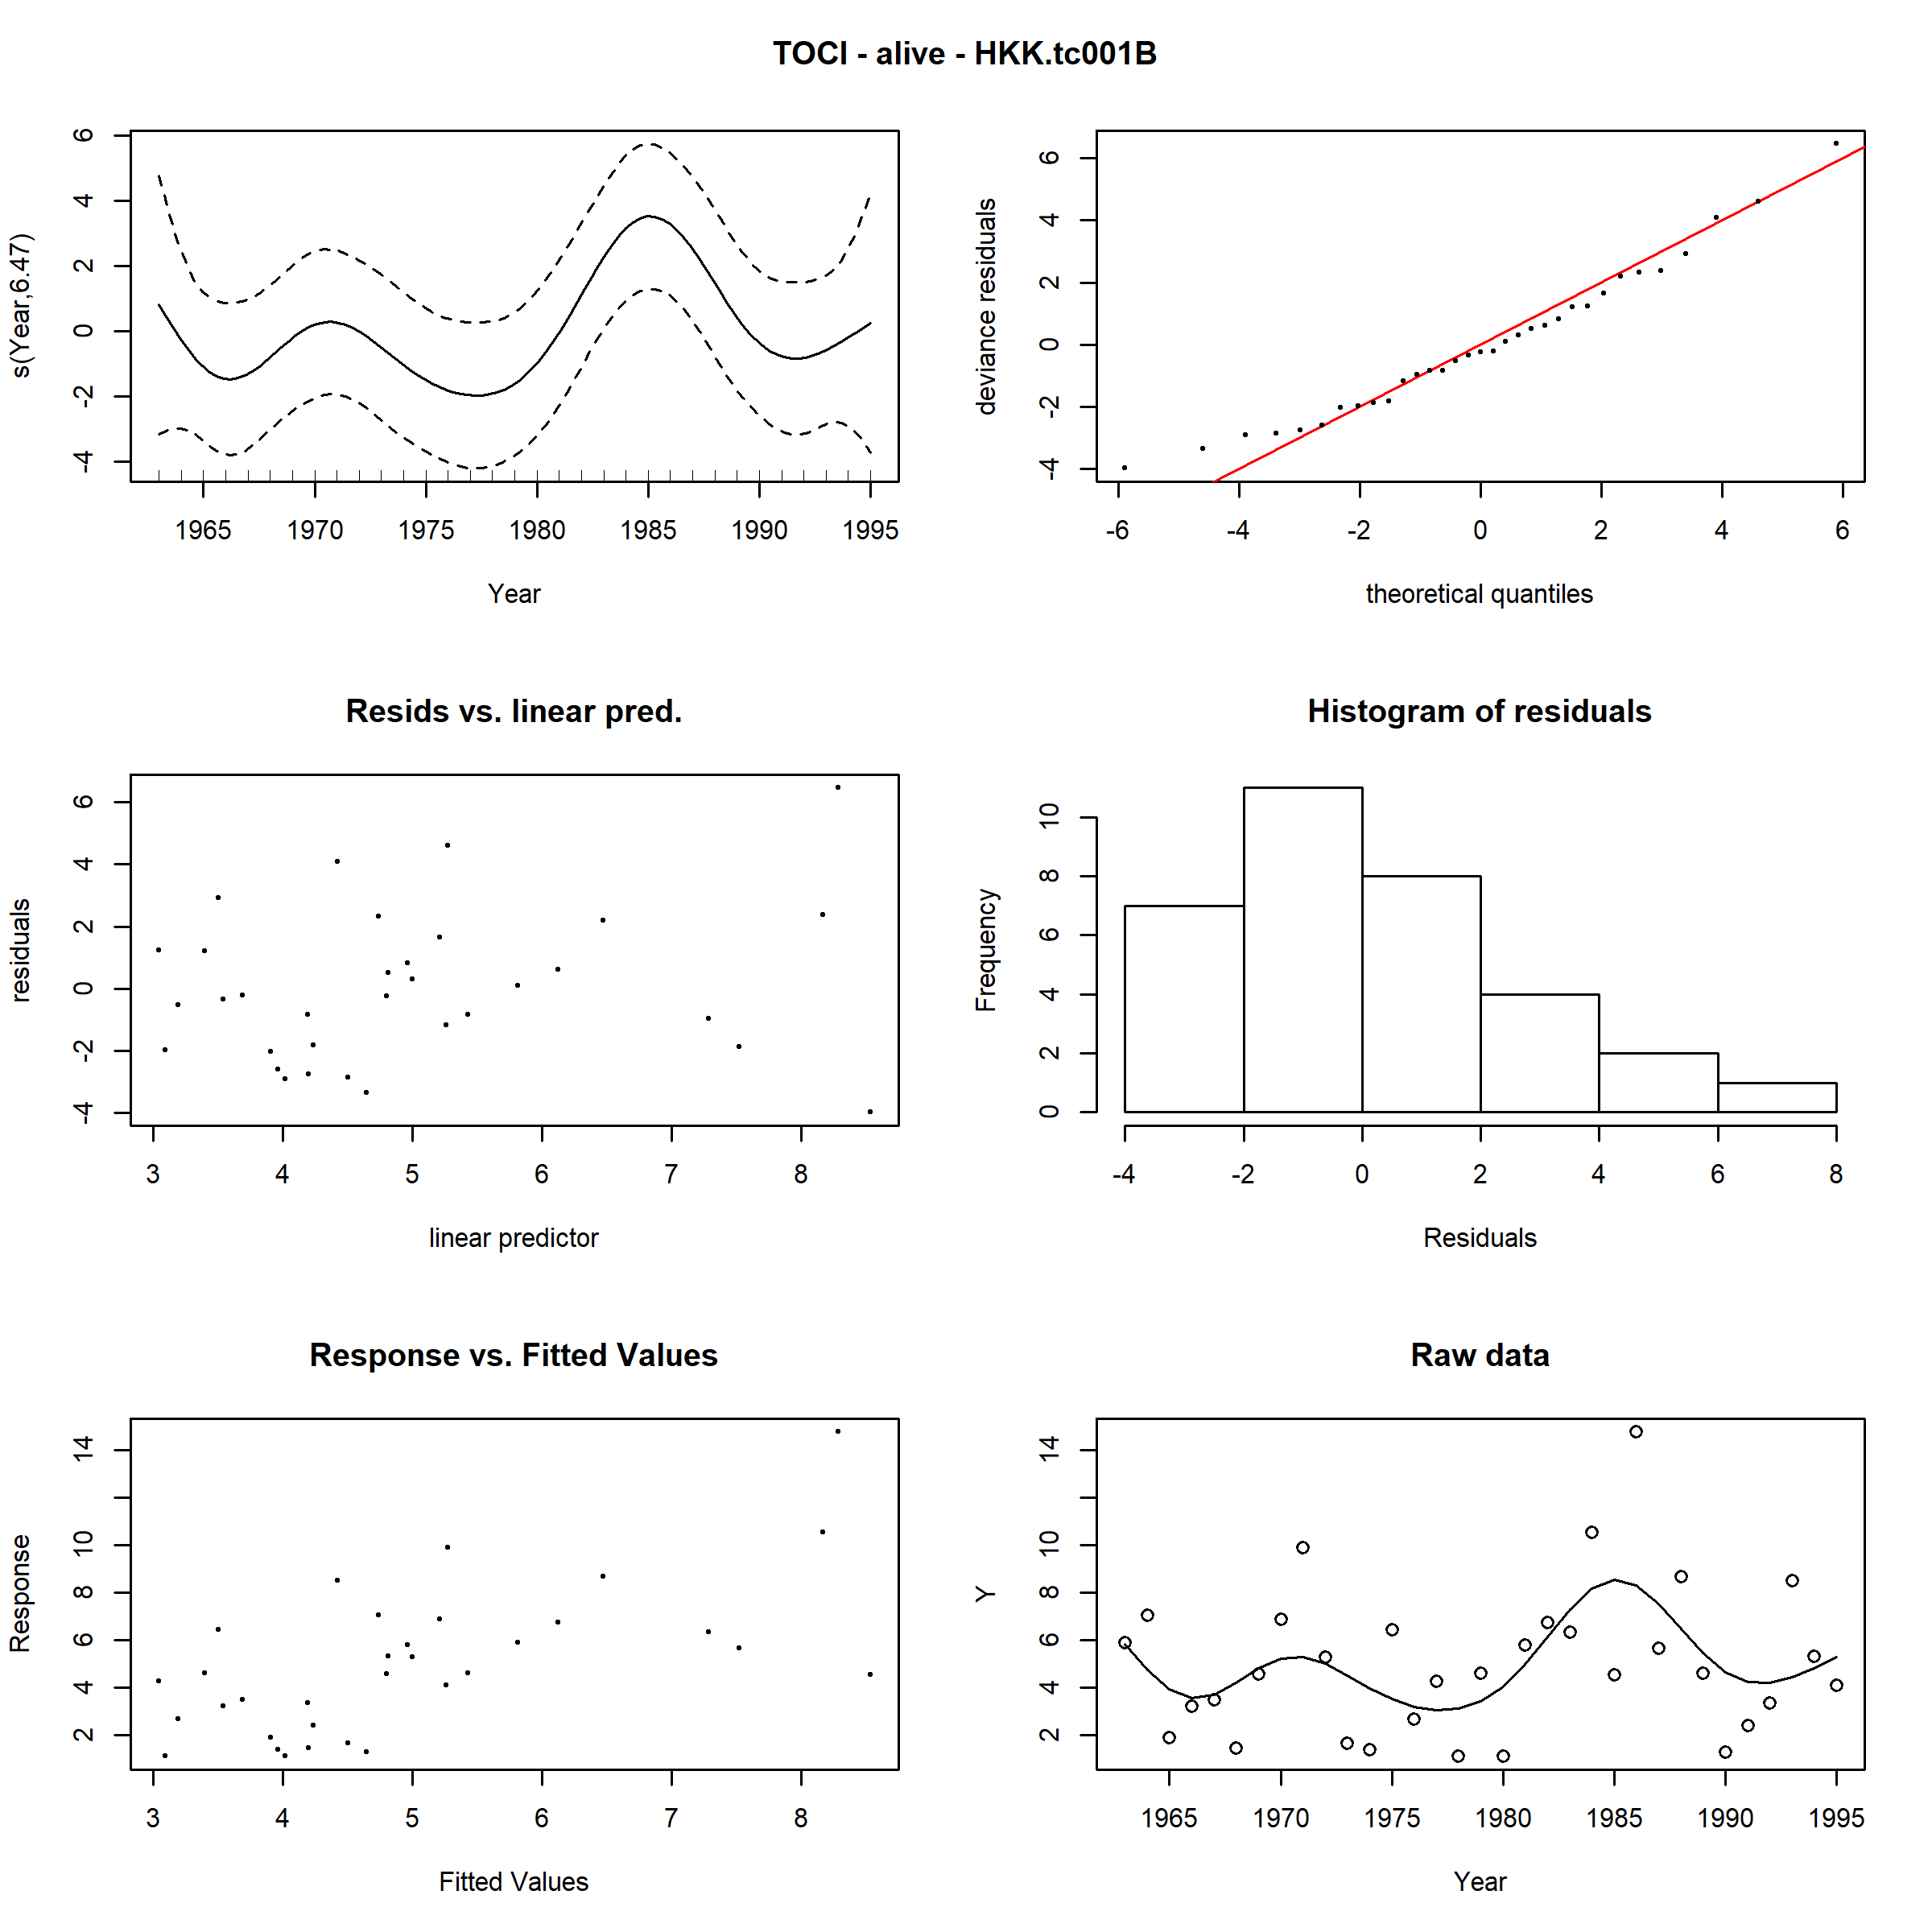 TOCI - alive - HKK.tc001B
s(Year,6.47)
6
4
2
0
-2
-4
1965 1970 1975 1980 1985 1990 1995
Year
deviance residuals
6
4
2
0
-2
-4
-6 -4 -2 0 2 4 6
theoretical quantiles
Resids vs. linear pred.
residuals
6
4
2
0
-2
-4
3 4 5 6 7 8
linear predictor
Histogram of residuals
Frequency
10
8
6
4
2
0
-4 -2 0 2 4 6 8
Residuals
Response vs. Fitted Values
Response
14
10
8
6
4
2
3 4 5 6 7 8
Fitted Values
Raw data
Y
14
10
8
6
4
2
1965 1970 1975 1980 1985 1990 1995
Year